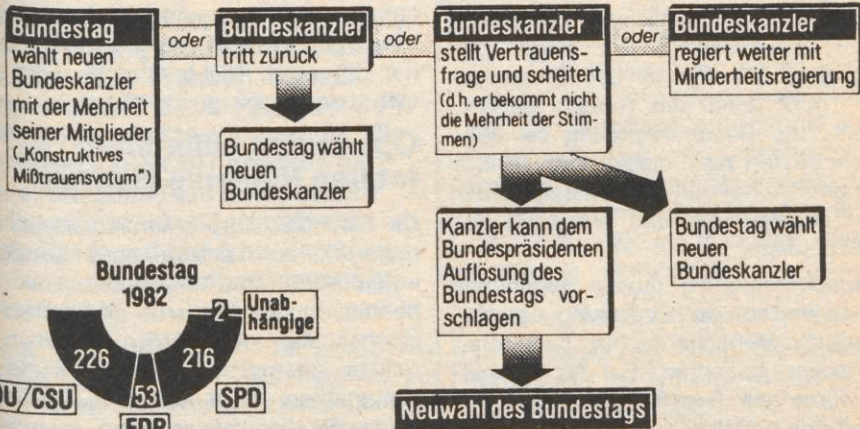 Bundestag
wählt neuen
Bundeskanzler
mit der Mehrheit
seiner Mitglieder
(„Konstruktives
Mißtrauensvotum")
oder
Bundeskanzler
tritt zurück
Bundestag wählt
neuen
Bundeskanzler
oder
Bundeskanzler
stellt Vertrauens-
frage und scheitert
(d.h. er bekommt nicht
die Mehrheit der Stim-
men)
Kanzler kann dem
Bundespräsidenten
Auflösung des
Bundestags vor-
schlagen
Neuwahl des Bundestags
Bundestag wählt
neuen
Bundeskanzler
oder
Bundeskanzler
regiert weiter mit
Minderheitsregierung
Bundestag
1982
2 Unab-
hängige
226 53 216
DU/CSU FDP SPD